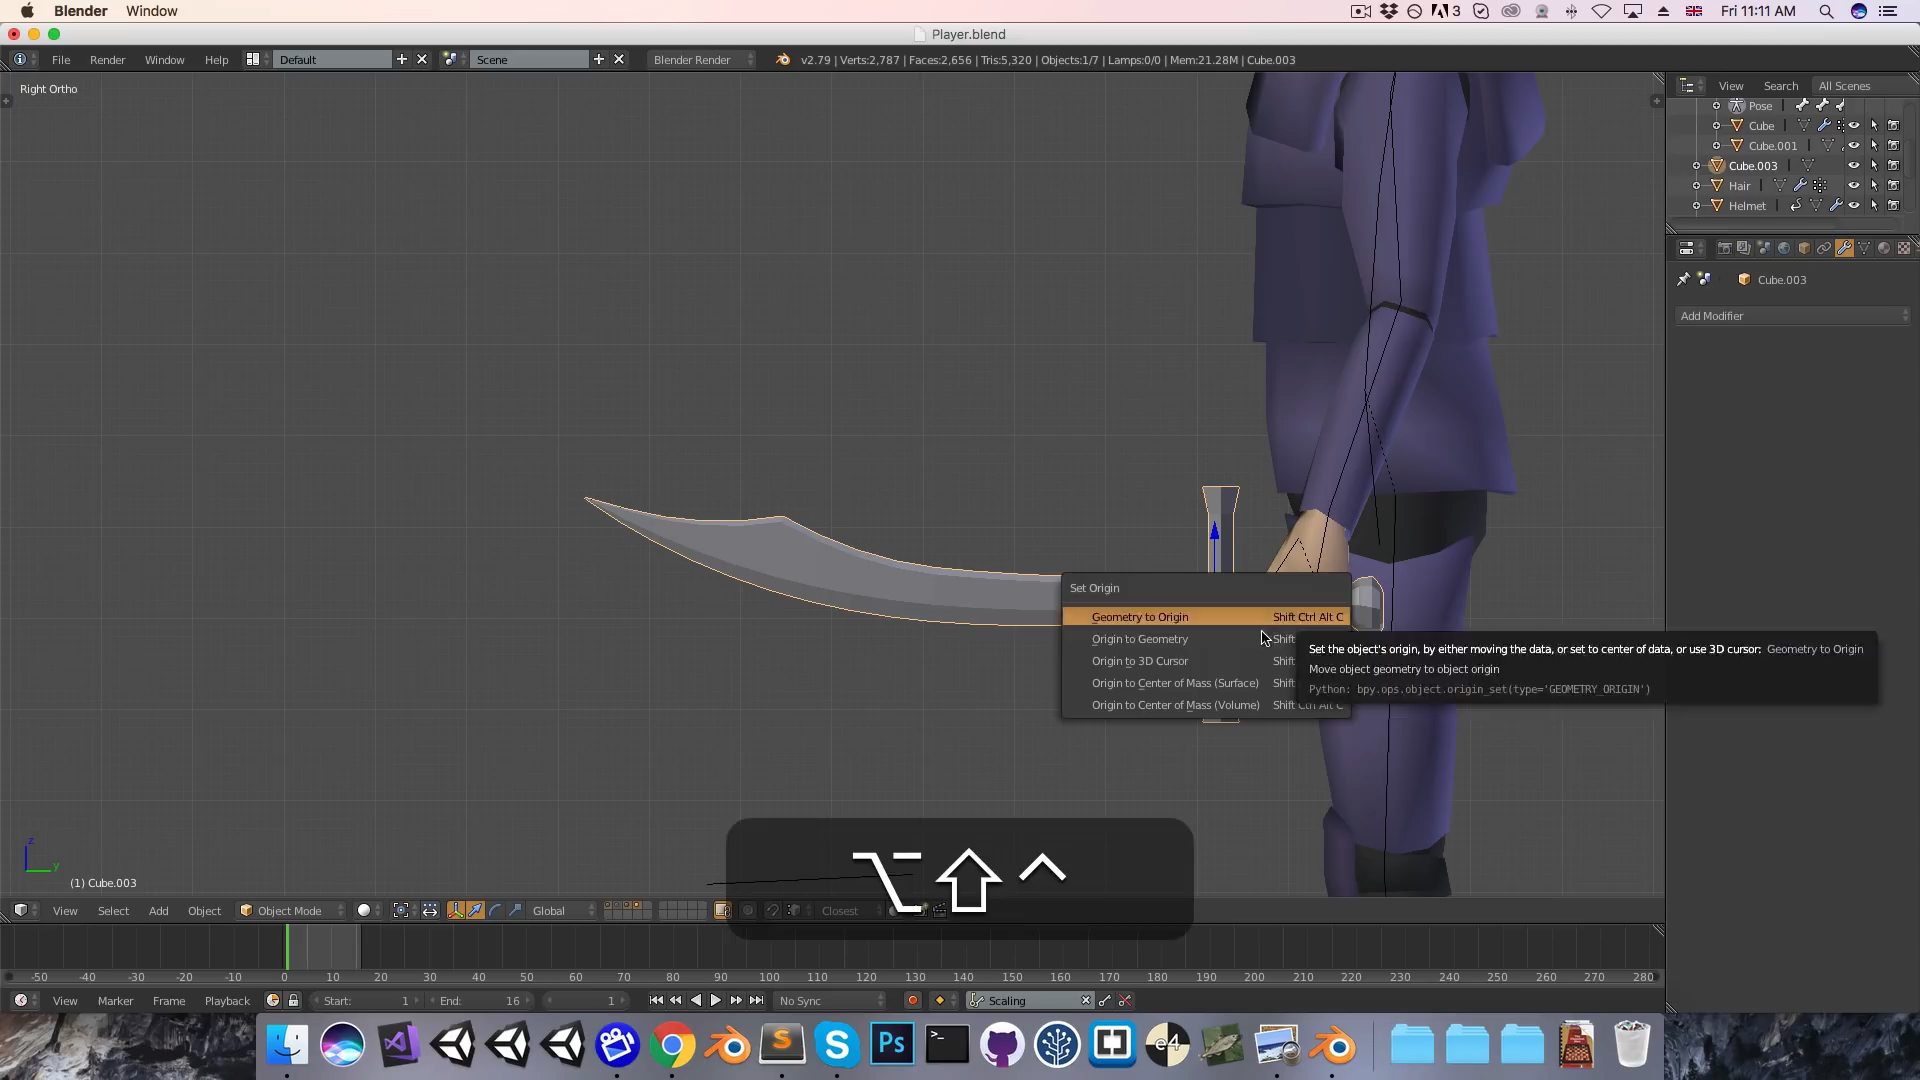 Blender Window
3
Fri 11:11 AM
Player.blend
File Render Window Help
Default
Scene
Blender Render
v2.79 | Verts:2,787 | Faces:2,656 | Tris:5,320 | Objects:1/7 | Lamps:0/0 | Mem:21.28M | Cube.003
Right Ortho
View Search All Scenes
Pose
Cube
Cube.001
Cube.003
Hair
Helmet
Cube.003
Add Modifier
Set Origin
Geometry to Origin Shift Ctrl Alt C
Origin to Geometry Shift
Origin to 3D Cursor Shift
Origin to Center of Mass (Surface) Shift
Origin to Center of Mass (Volume) Shift Ctrl Alt C
Set the object's origin, by either moving the data, or set to center of data, or use 3D cursor: Geometry to Origin
Move object geometry to object origin
Python: bpy.ops.object.origin_set(type='GEOMETRY_ORIGIN')
z
y
(1) Cube.003
View Select Add Object Object Mode Global Closest
-50 -40 -30 -20 -10 0 10 20 30 40 50 60 70 80 90 100 110 120 130 140 150 160 170 180 190 200 210 220 230 240 250 260 270 280
View Marker Frame Playback Start: 1 End: 16 1 No Sync Scaling
S S Ps >_ e4